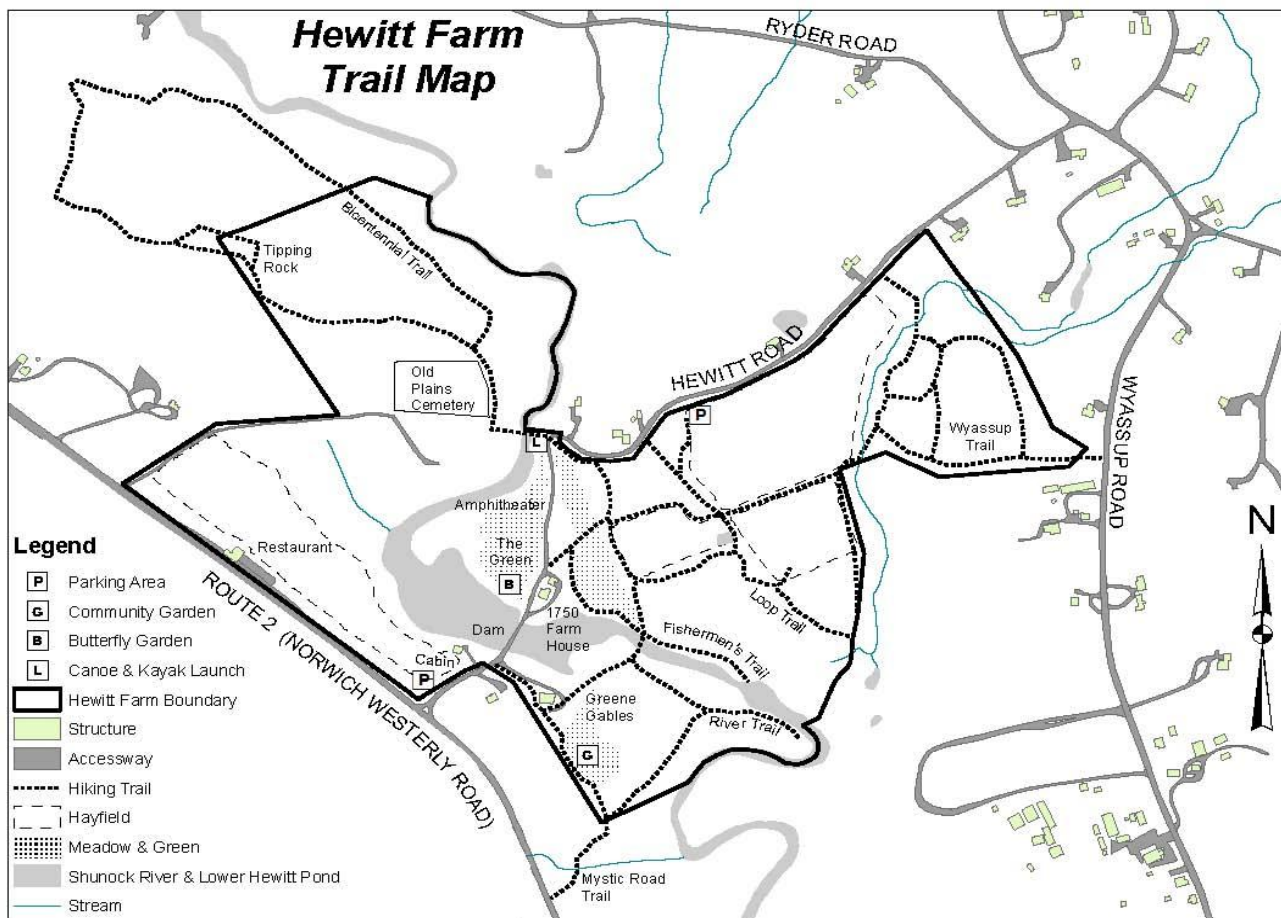 Hewitt Farm
Trail Map
RYDER ROAD
Bicentennial Trail
Tipping
Rock
HEWITT ROAD
Old
Plains
Cemetery
P
Wyassup
Trail
WYASSUP ROAD
L
Amphitheater
The
Green
B
Restaurant
ROUTE 2 (NORWICH WESTERLY ROAD)
Dam
1750
Farm
House
Loop Trail
Fishermen's Trail
Cabin
P
Greene
Gables
River Trail
G
Mystic Road
Trail
N
Legend
P Parking Area
G Community Garden
B Butterfly Garden
L Canoe & Kayak Launch
Hewitt Farm Boundary
Structure
Accessway
Hiking Trail
Hayfield
Meadow & Green
Shunock River & Lower Hewitt Pond
Stream